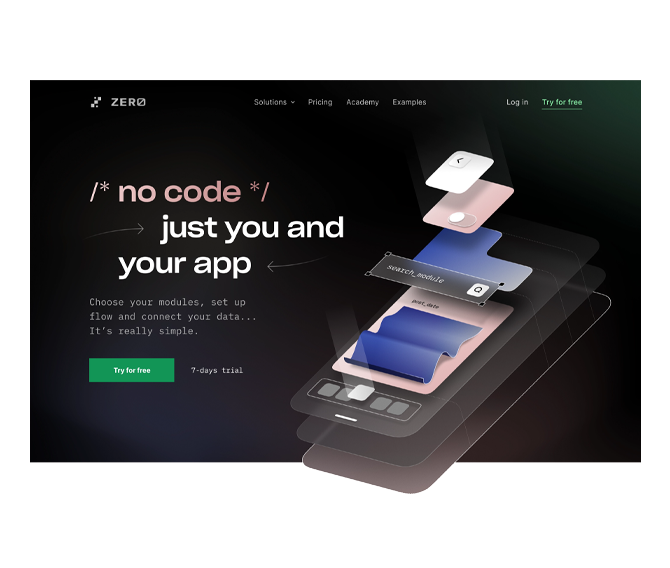 ZERØ
Solutions Pricing Academy Examples
Log in Try for free
/* no code */
just you and
your app
Choose your modules, set up
flow and connect your data...
It's really simple.
Try for free 7-days trial
search_module
post_date